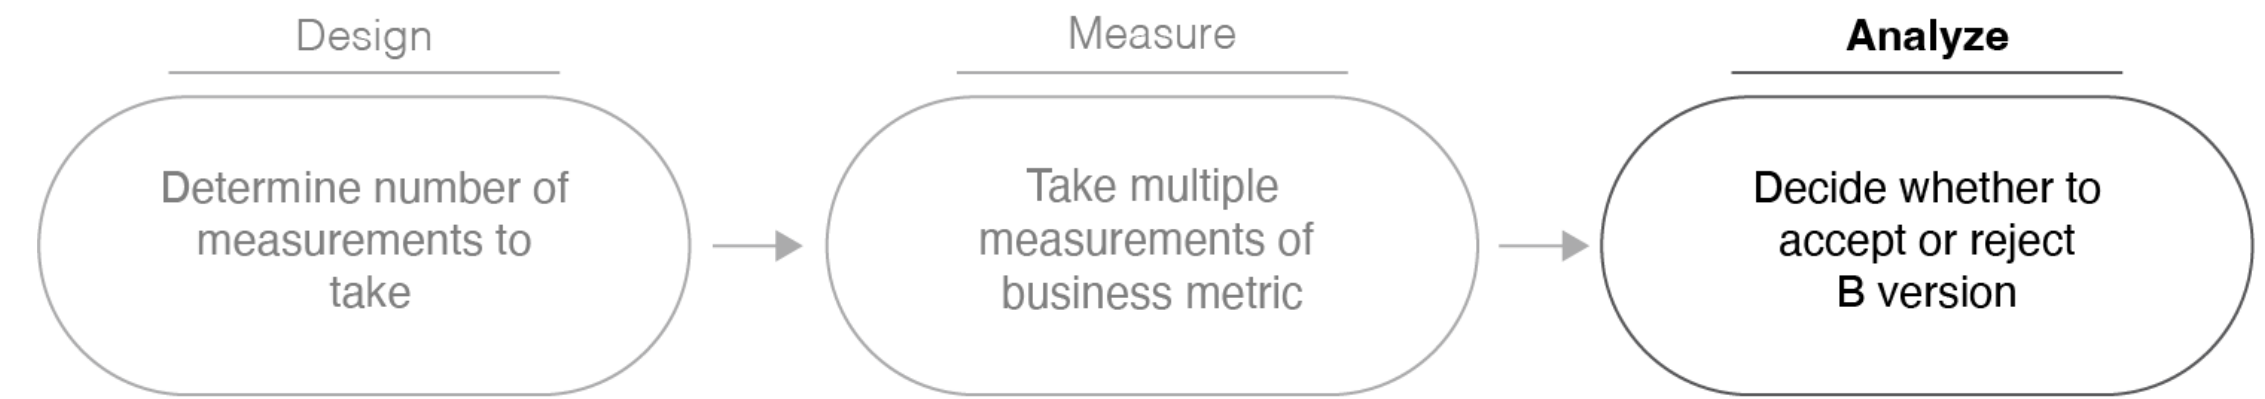 Design
Determine number of
measurements to
take
Measure
Take multiple
measurements of
business metric
Analyze
Decide whether to
accept or reject
B version